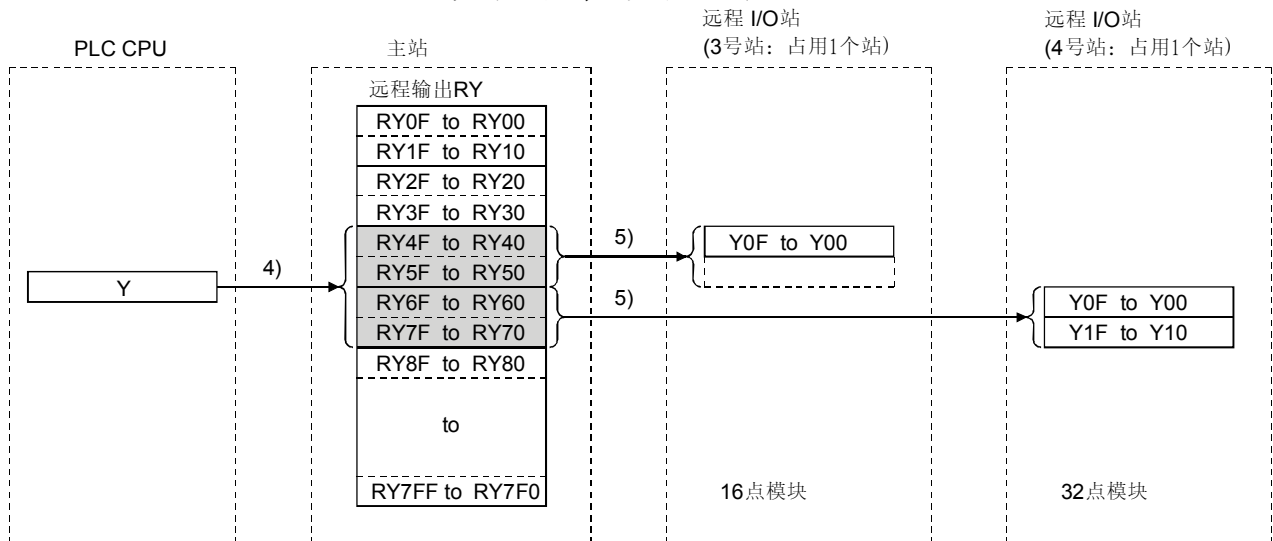 PLC CPU
主站
远程 I/O站
(3号站：占用1个站)
远程 I/O站
(4号站：占用1个站)
远程输出RY
RY0F to RY00
RY1F to RY10
RY2F to RY20
RY3F to RY30
RY4F to RY40
RY5F to RY50
RY6F to RY60
RY7F to RY70
RY8F to RY80
to
RY7FF to RY7F0
Y
4)
5)
5)
Y0F to Y00
16点模块
Y0F to Y00
Y1F to Y10
32点模块